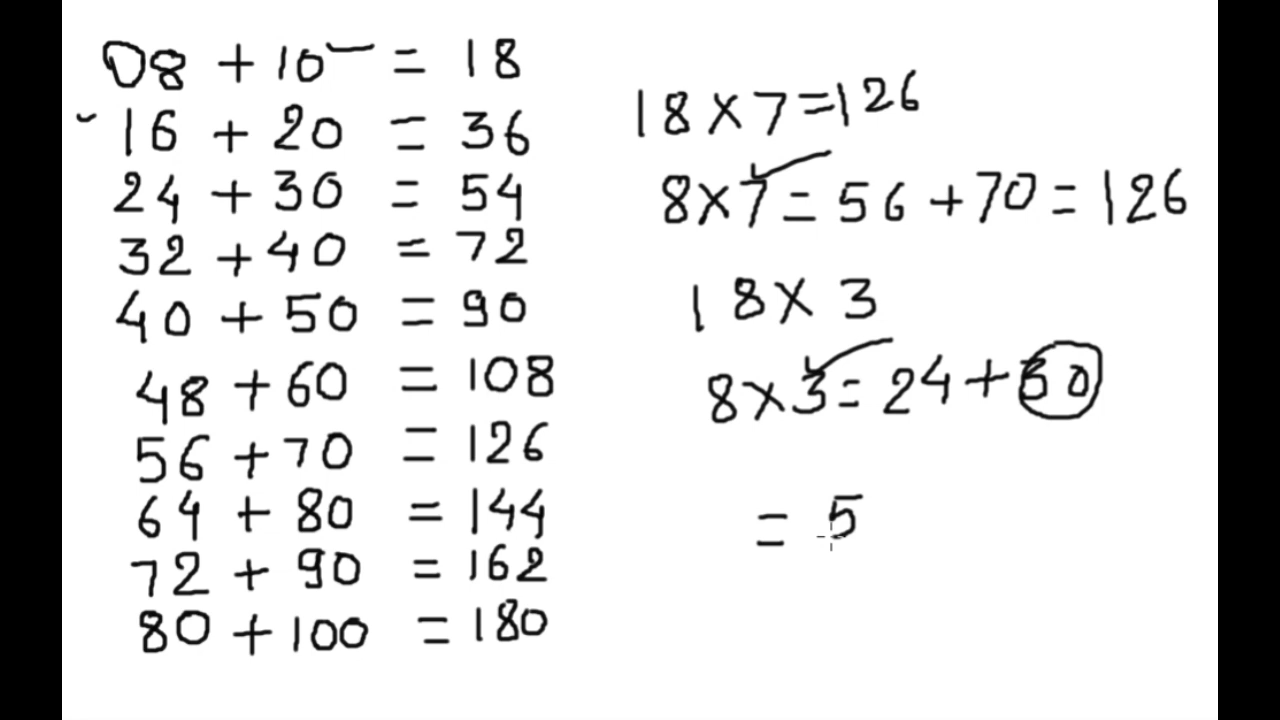 08 + 10 = 18
16 + 20 = 36
24 + 30 = 54
32 + 40 = 72
40 + 50 = 90
48 + 60 = 108
56 + 70 = 126
64 + 80 = 144
72 + 90 = 162
80 + 100 = 180
18 × 7 = 126
8 × 7 = 56 + 70 = 126
18 × 3
8 × 3 = 24 + 30
= 5